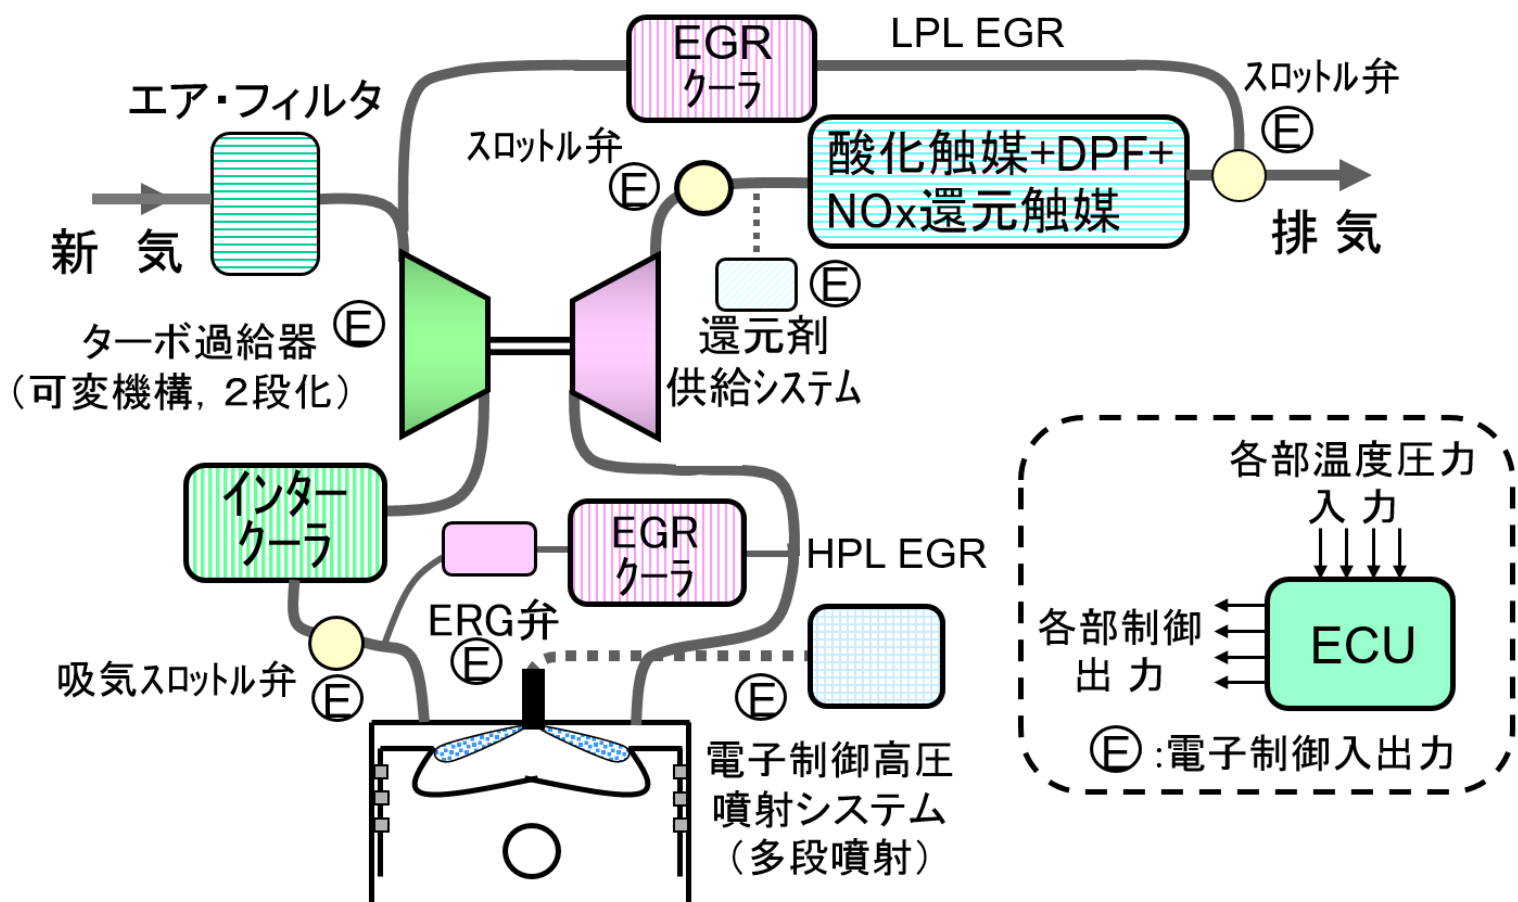 EGR
クーラ
LPL EGR
スロットル弁
E
エア・フィルタ
スロットル弁
E
酸化触媒+DPF+
NOx還元触媒
新 気
排 気
E
ターボ過給器
（可変機構，２段化）
E
還元剤
供給システム
インター
クーラ
EGR
クーラ
HPL EGR
ERG弁
E
吸気スロットル弁
E
E
電子制御高圧
噴射システム
（多段噴射）
各部温度圧力
入 力
各部制御
出 力
ECU
E :電子制御入出力